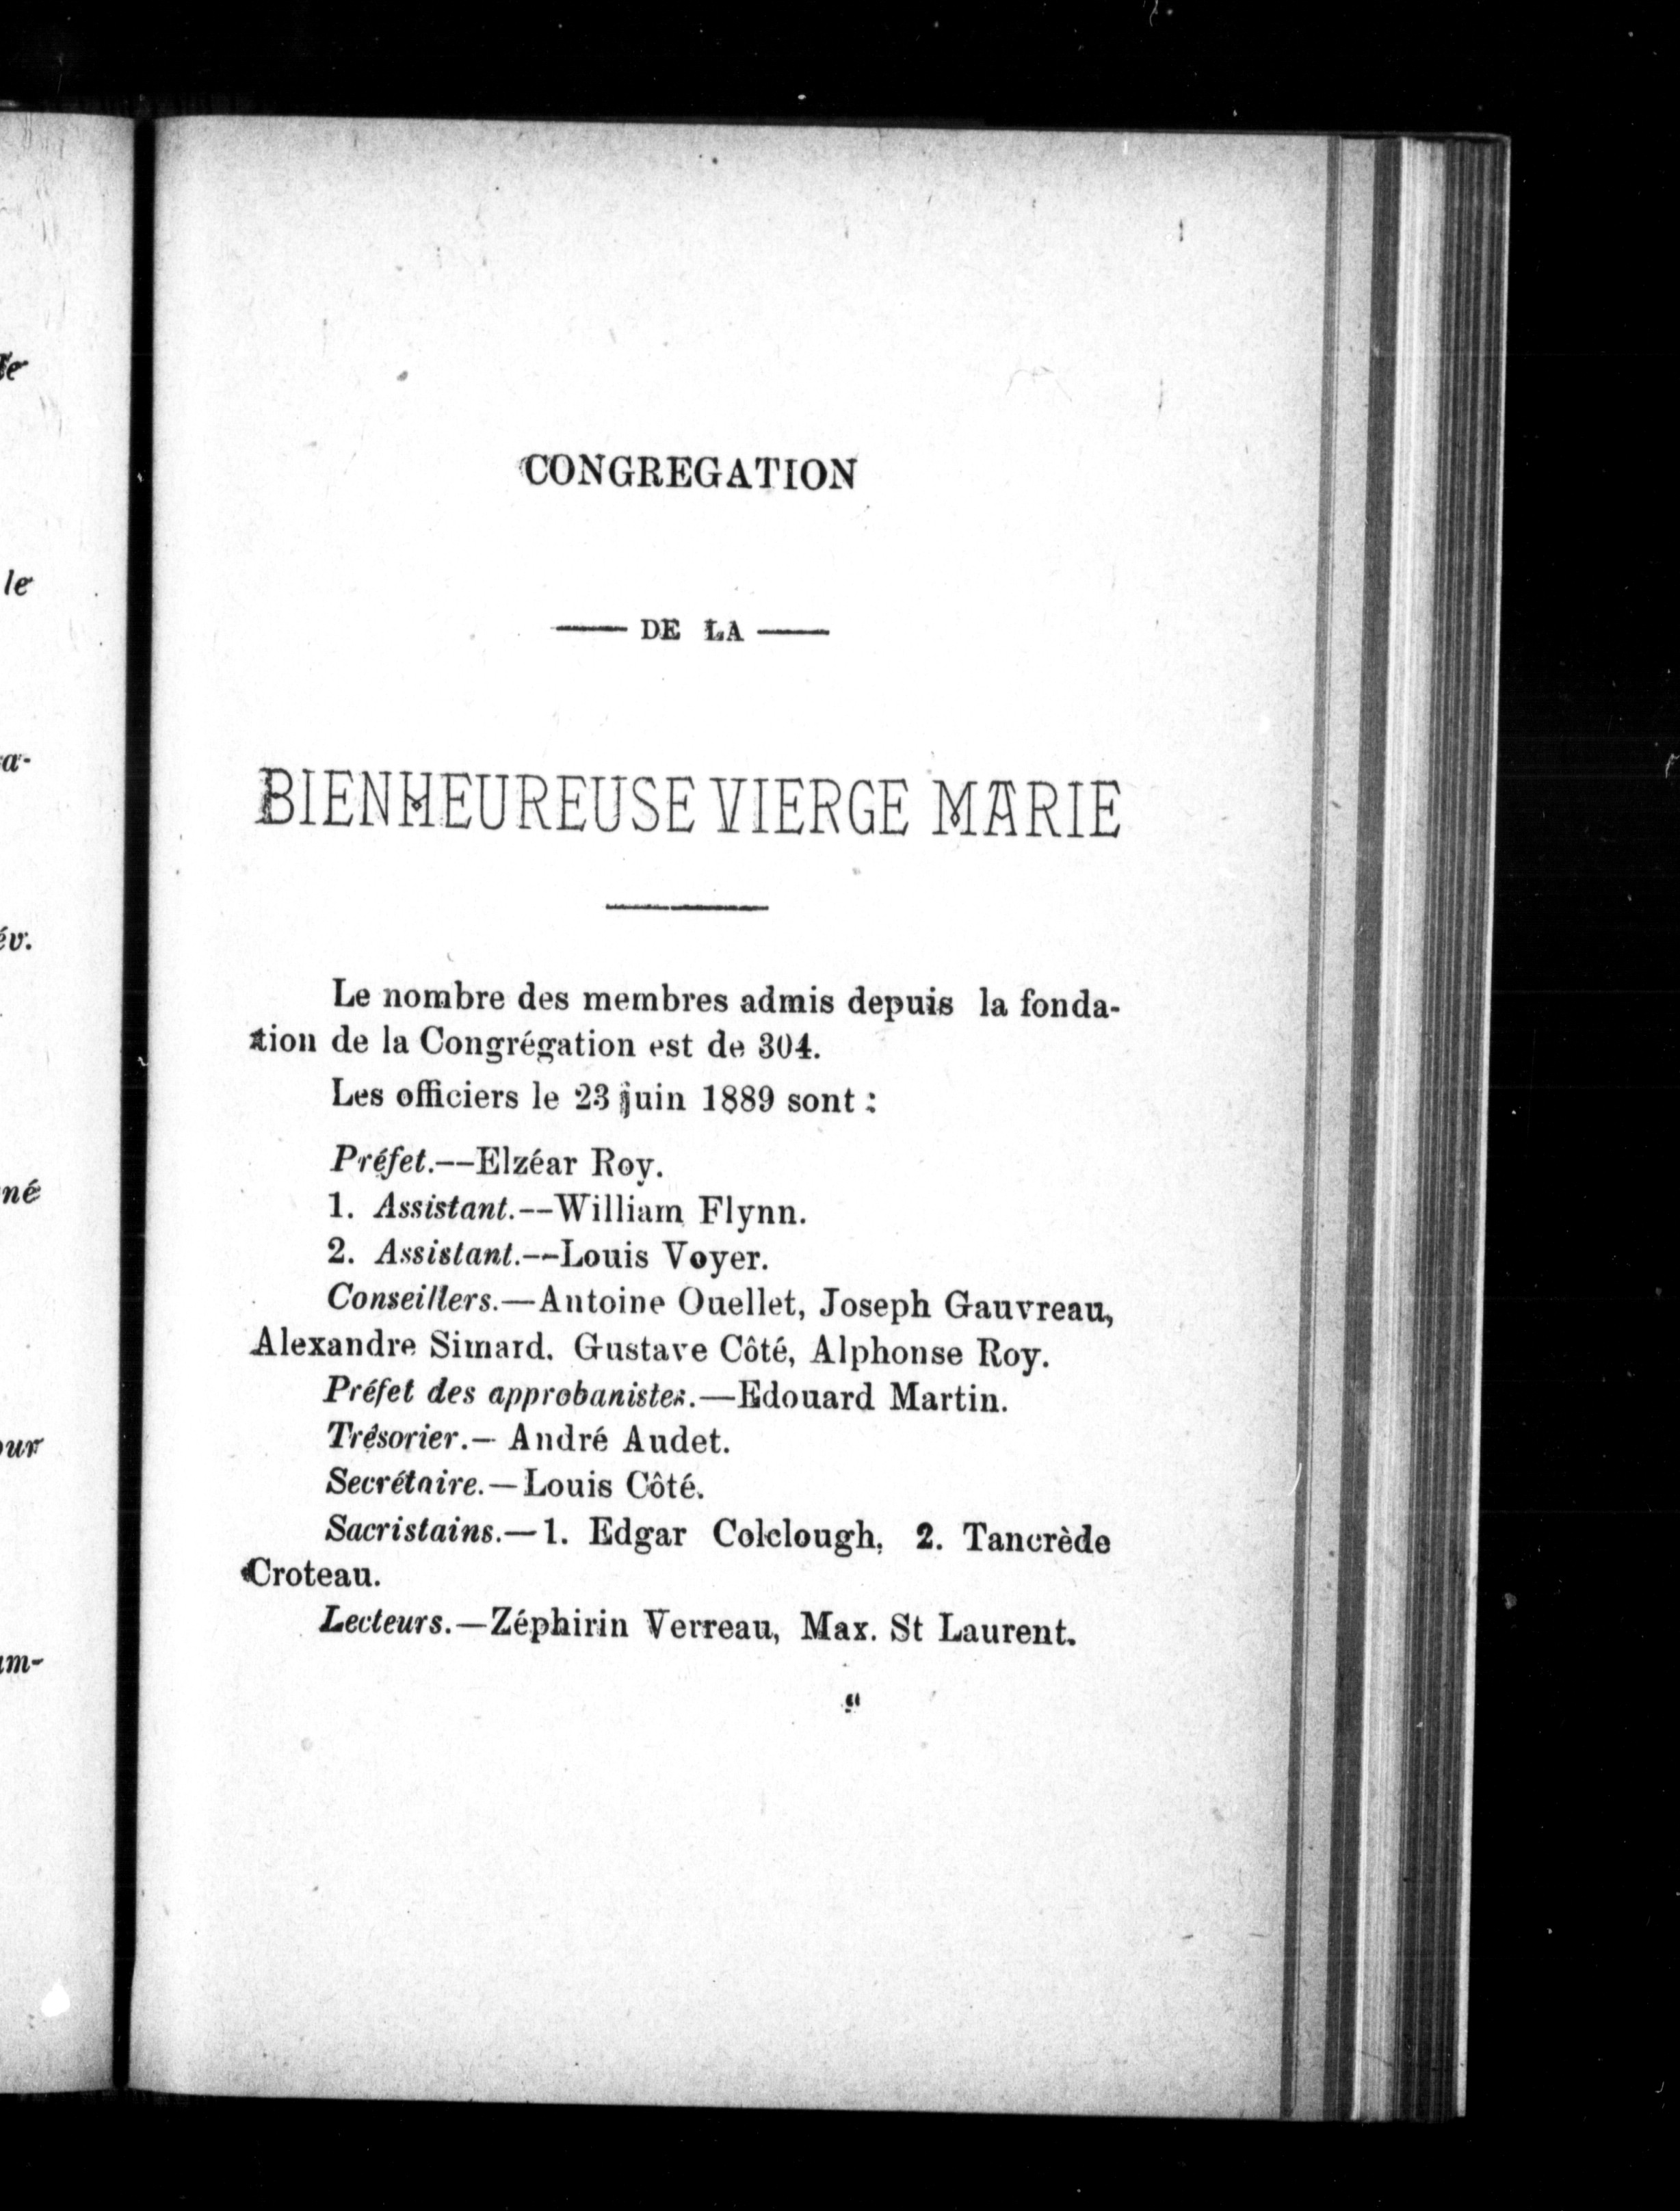 CONGREGATION
—— DE LA ——
BIENHEUREUSE VIERGE MARIE
Le nombre des membres admis depuis la fonda-
tion de la Congrégation est de 304.
Les officiers le 23 juin 1889 sont :
Préfet.--Elzéar Roy.
1. Assistant.--William Flynn.
2. Assistant.--Louis Voyer.
Conseillers.—Antoine Ouellet, Joseph Gauvreau,
Alexandre Simard. Gustave Côté, Alphonse Roy.
Préfet des approbanistes.—Edouard Martin.
Trésorier.— André Audet.
Secrétaire.—Louis Côté.
Sacristains.—1. Edgar Colclough, 2. Tancrède
Croteau.
Lecteurs.—Zéphirin Verreau, Max. St Laurent.